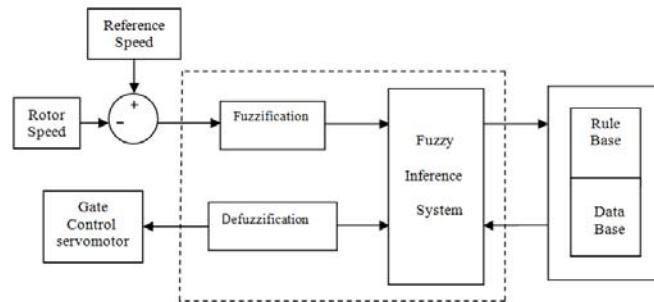 Reference
Speed
+
-
Rotor
Speed
Fuzzification
Fuzzy
Inference
System
Rule
Base
Data
Base
Gate
Control
servomotor
Defuzzification